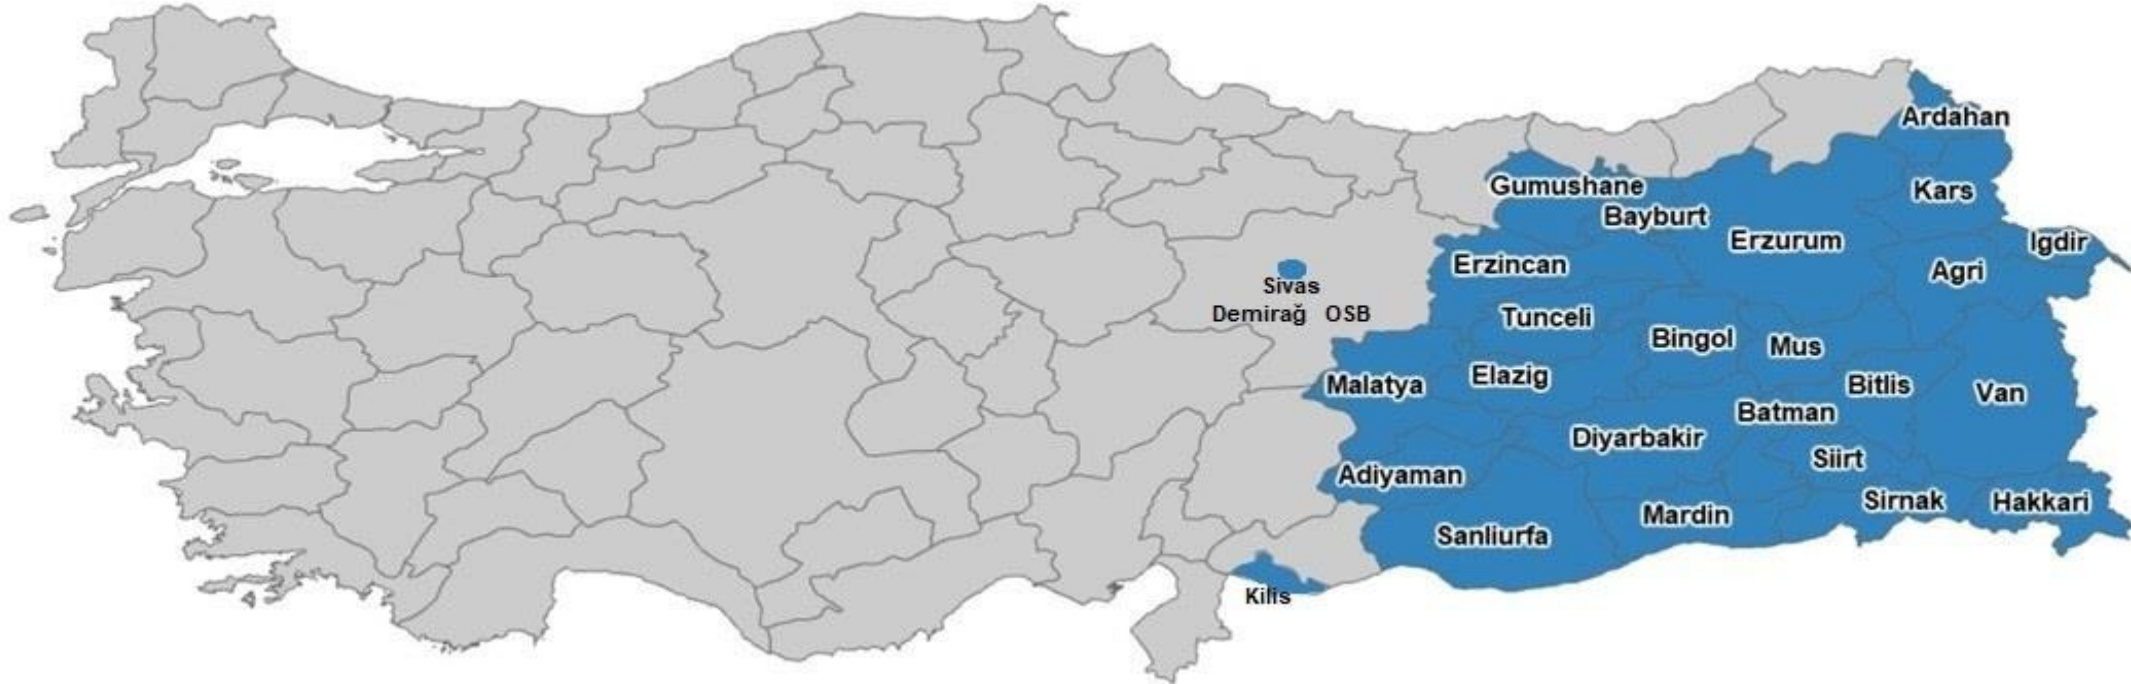 Ardahan
Gumushane
Kars
Bayburt
Erzurum
Igdir
Erzincan
Agri
Sivas
Demirağ OSB
Tunceli
Bingol
Mus
Malatya
Elazig
Bitlis
Van
Batman
Diyarbakir
Siirt
Adiyaman
Sirnak
Hakkari
Mardin
Sanliurfa
Kilis